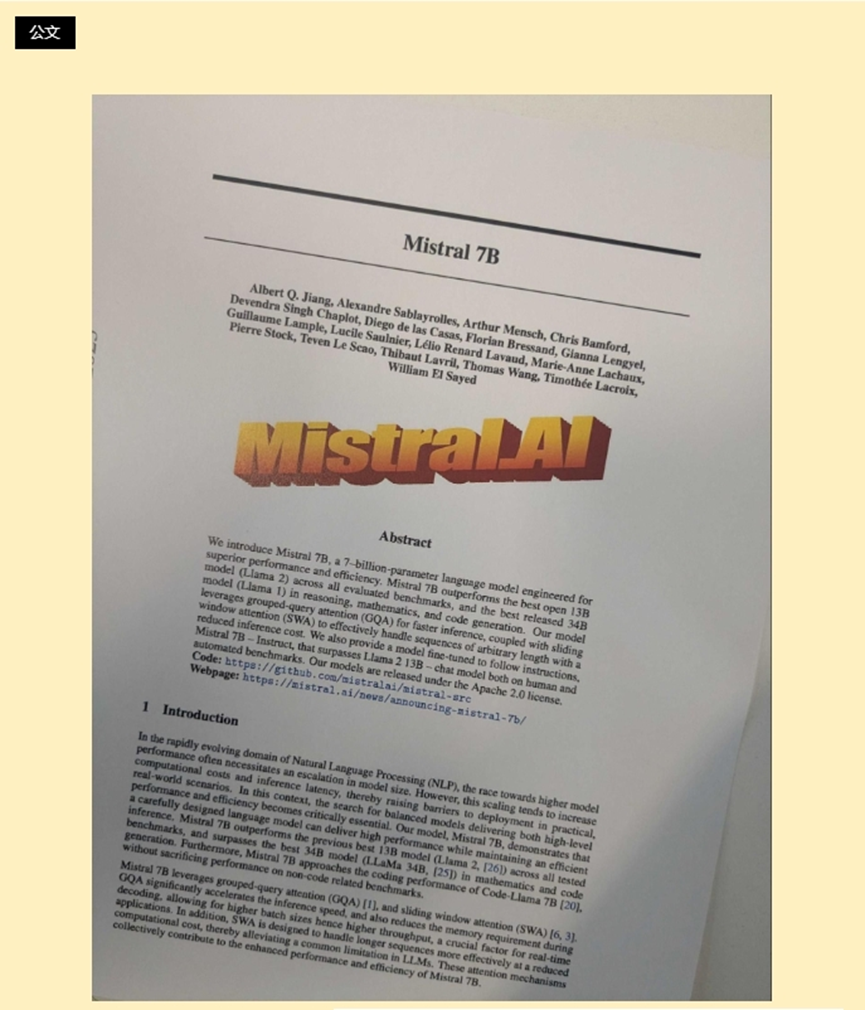 公文
Mistral 7B
Albert Q. Jiang, Alexandre Sablayrolles, Arthur Mensch, Chris Bamford,
Devendra Singh Chaplot, Diego de las Casas, Florian Bressand, Gianna Lengyel,
Guillaume Lample, Lucile Saulnier, Lélio Renard Lavaud, Marie-Anne Lachaux,
Pierre Stock, Teven Le Scao, Thibaut Lavril, Thomas Wang, Timothée Lacroix,
William El Sayed
Mistral.AI
Abstract
We introduce Mistral 7B, a 7–billion-parameter language model engineered for
superior performance and efficiency. Mistral 7B outperforms the best open 13B
model (Llama 2) across all evaluated benchmarks, and the best released 34B
model (Llama 1) in reasoning, mathematics, and code generation. Our model
leverages grouped-query attention (GQA) for faster inference, coupled with sliding
window attention (SWA) to effectively handle sequences of arbitrary length with a
reduced inference cost. We also provide a model fine-tuned to follow instructions,
Mistral 7B – Instruct, that surpasses Llama 2 13B – chat model both on human and
automated benchmarks. Our models are released under the Apache 2.0 license.
Code: https://github.com/mistralai/mistral-src
Webpage: https://mistral.ai/news/announcing-mistral-7b/
1 Introduction
In the rapidly evolving domain of Natural Language Processing (NLP), the race towards higher model
performance often necessitates an escalation in model size. However, this scaling tends to increase
computational costs and inference latency, thereby raising barriers to deployment in practical,
real-world scenarios. In this context, the search for balanced models delivering both high-level
performance and efficiency becomes critically essential. Our model, Mistral 7B, demonstrates that
a carefully designed language model can deliver high performance while maintaining an efficient
inference. Mistral 7B outperforms the previous best 13B model (Llama 2, [26]) across all tested
benchmarks, and surpasses the best 34B model (LLaMa 34B, [25]) in mathematics and code
generation. Furthermore, Mistral 7B approaches the coding performance of Code-Llama 7B [20],
without sacrificing performance on non-code related benchmarks.
Mistral 7B leverages grouped-query attention (GQA) [1], and sliding window attention (SWA) [6, 3].
GQA significantly accelerates the inference speed, and also reduces the memory requirement during
decoding, allowing for higher batch sizes hence higher throughput, a crucial factor for real-time
applications. In addition, SWA is designed to handle longer sequences more effectively at a reduced
computational cost, thereby alleviating a common limitation in LLMs. These attention mechanisms
collectively contribute to the enhanced performance and efficiency of Mistral 7B.